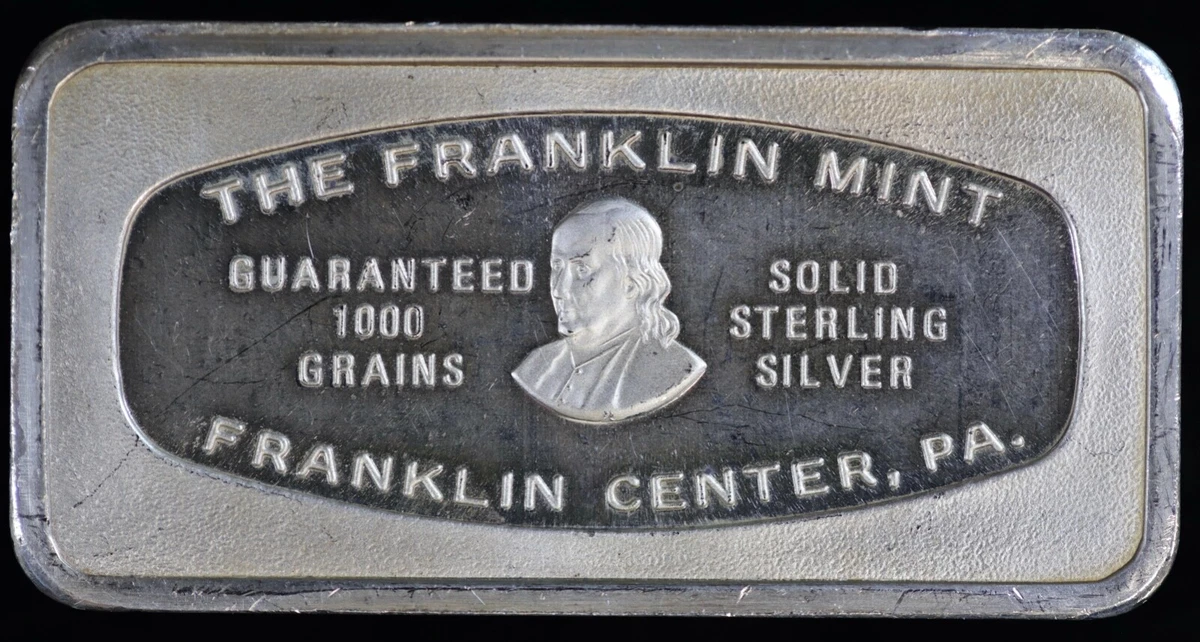 THE FRANKLIN MINT
GUARANTEED
1000
GRAINS
SOLID
STERLING
SILVER
FRANKLIN CENTER, PA.